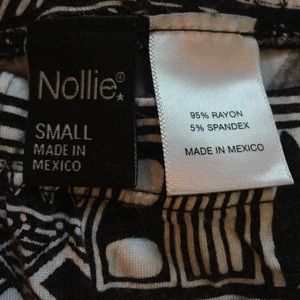 Nollie®
SMALL
MADE IN
MEXICO
95% RAYON
5% SPANDEX
MADE IN MEXICO